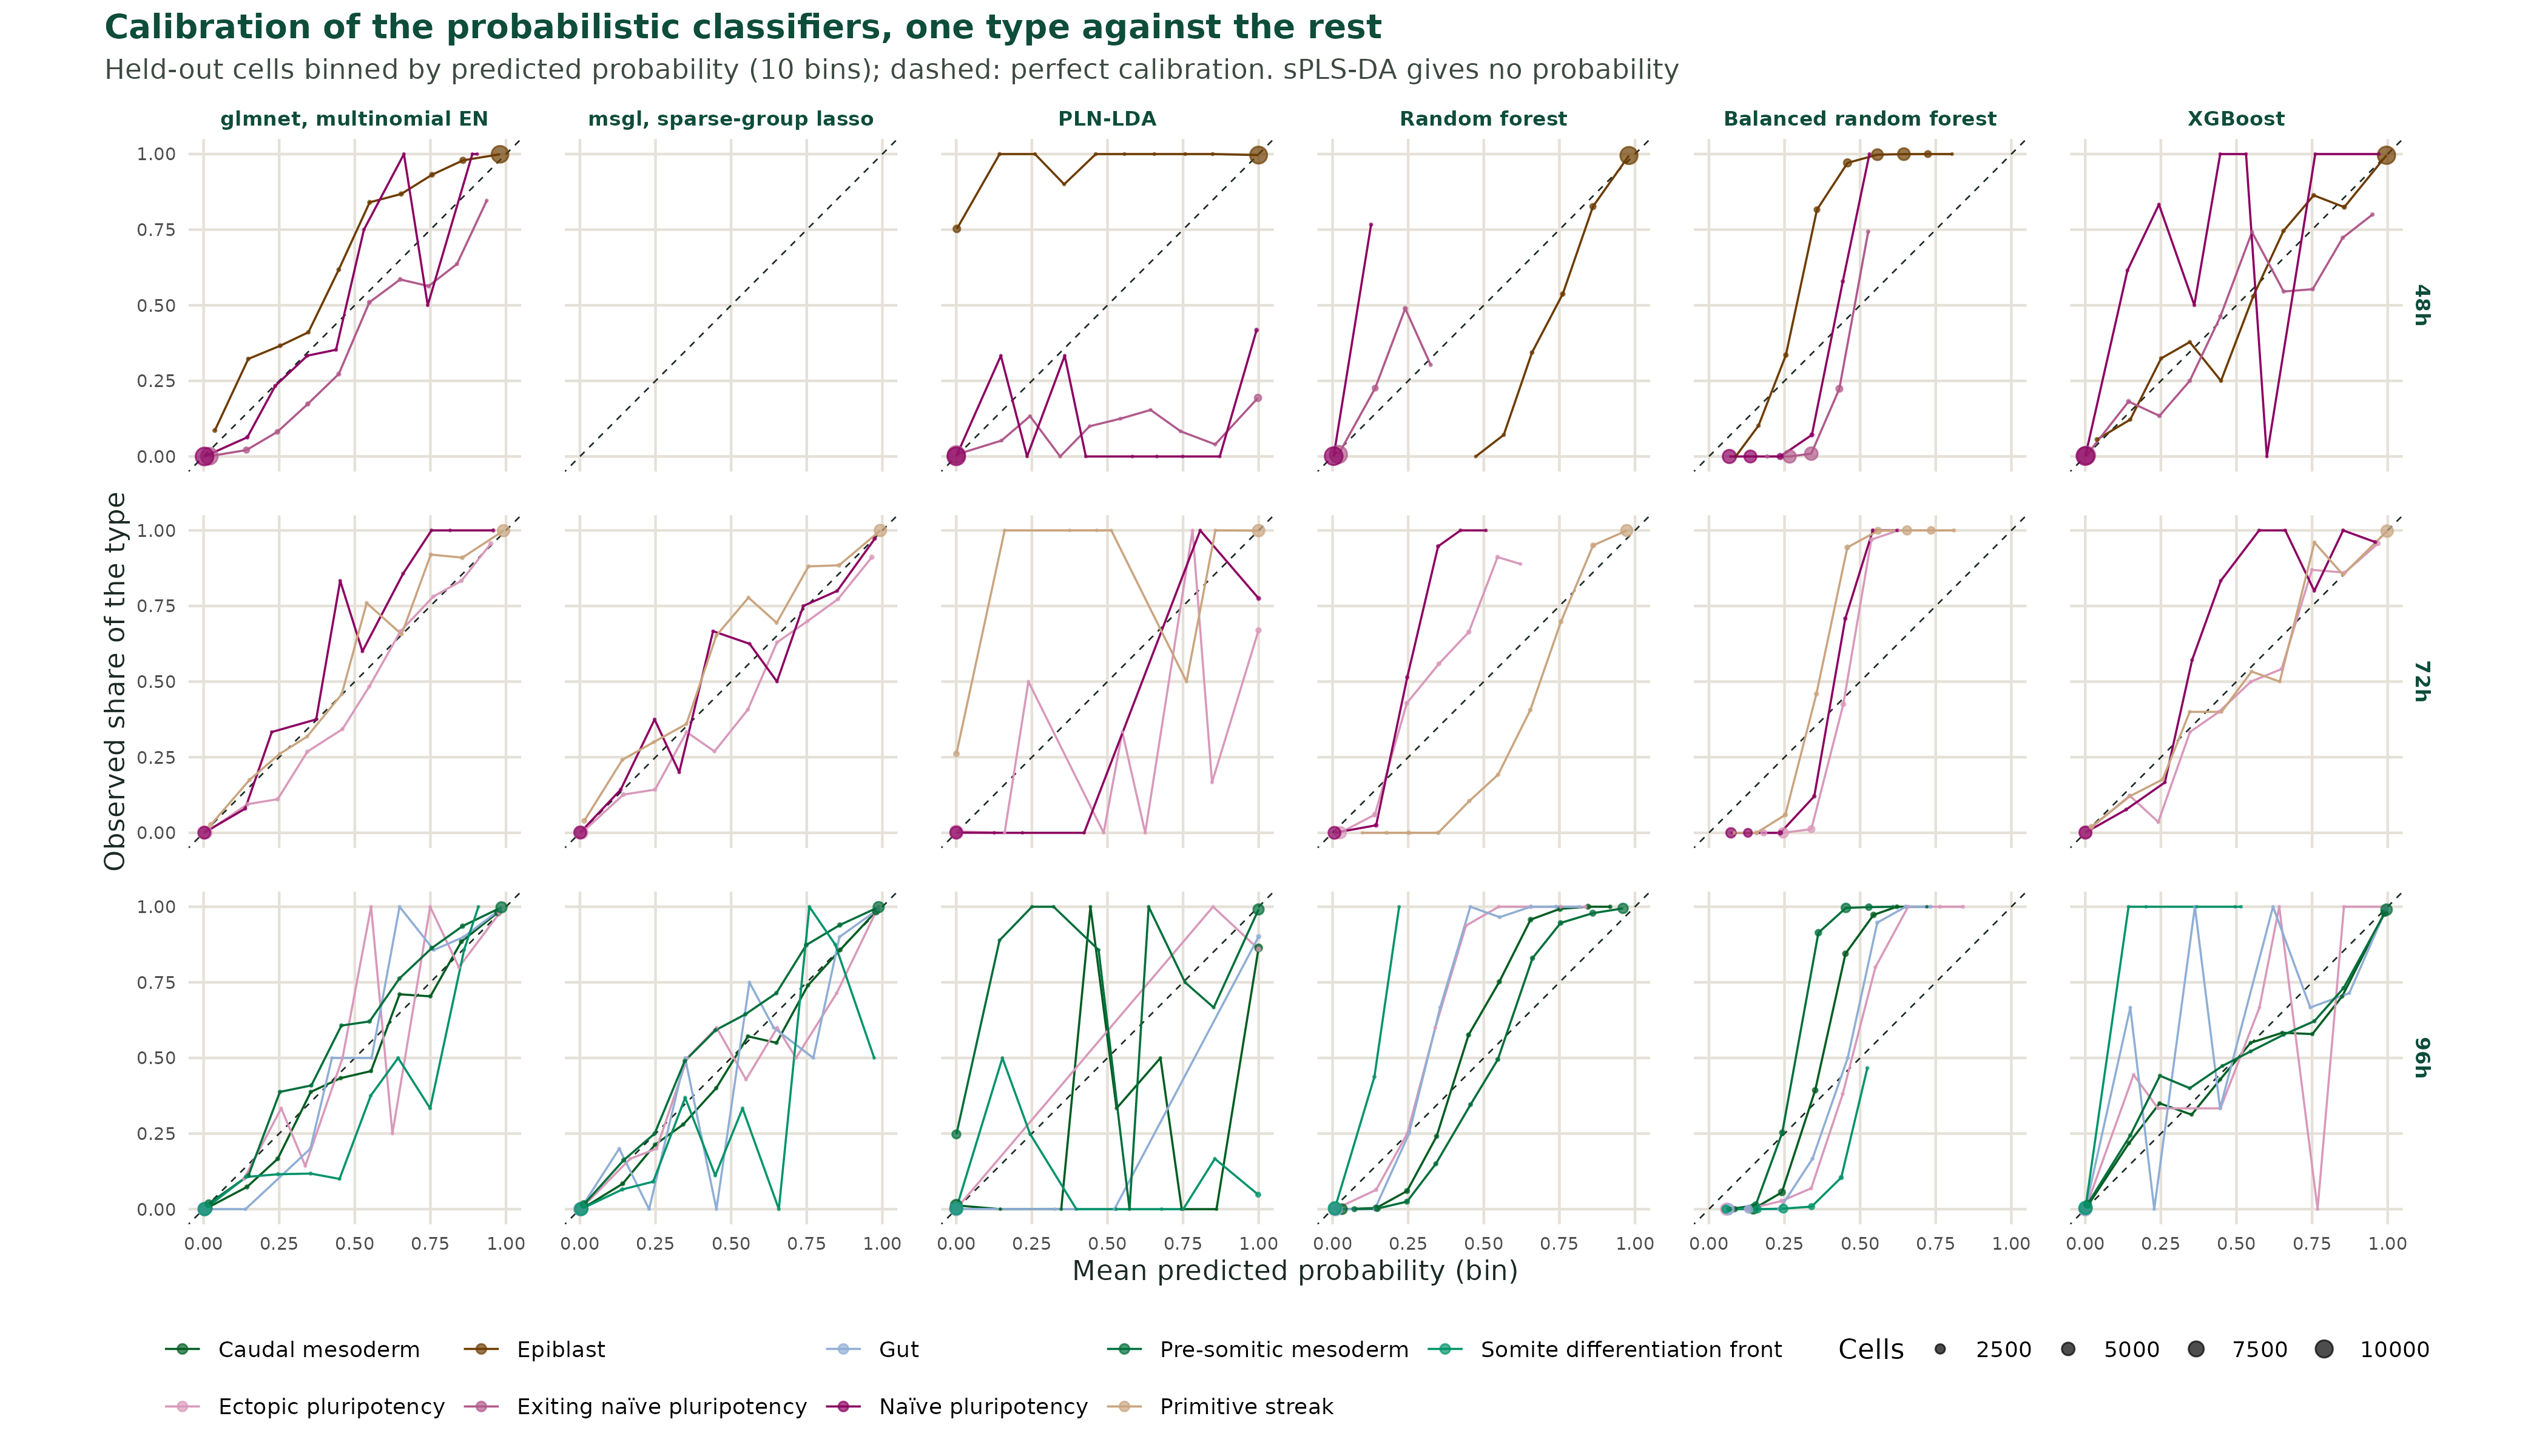 Calibration of the probabilistic classifiers, one type against the rest
Held-out cells binned by predicted probability (10 bins); dashed: perfect calibration. sPLS-DA gives no probability
glmnet, multinomial EN
msgl, sparse-group lasso
PLN-LDA
Random forest
Balanced random forest
XGBoost
1.00
0.75
0.50
0.25
0.00
48h
1.00
0.75
0.50
0.25
0.00
72h
1.00
0.75
0.50
0.25
0.00
96h
Observed share of the type
0.00 0.25 0.50 0.75 1.00
0.00 0.25 0.50 0.75 1.00
0.00 0.25 0.50 0.75 1.00
0.00 0.25 0.50 0.75 1.00
0.00 0.25 0.50 0.75 1.00
0.00 0.25 0.50 0.75 1.00
Mean predicted probability (bin)
Caudal mesoderm
Epiblast
Gut
Pre-somitic mesoderm
Somite differentiation front
Ectopic pluripotency
Exiting naïve pluripotency
Naïve pluripotency
Primitive streak
Cells 2500 5000 7500 10000